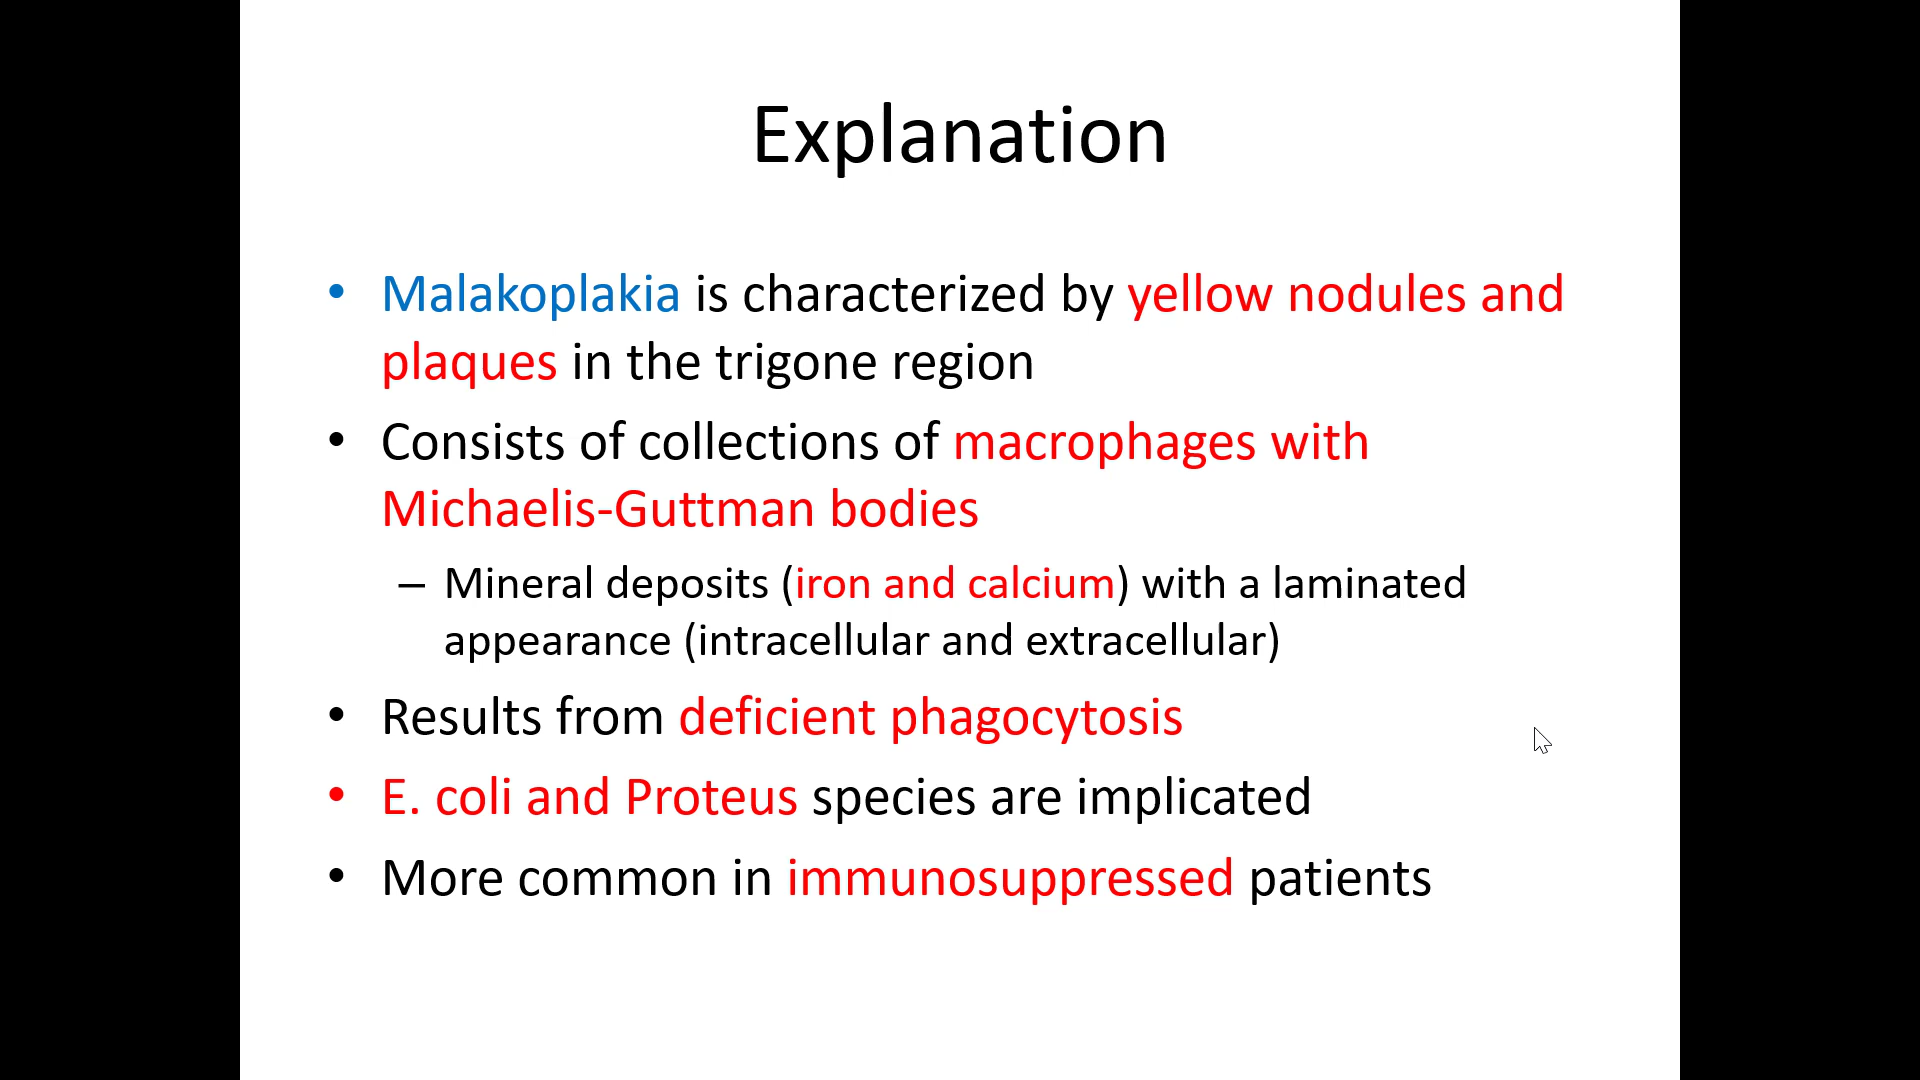 Explanation
• Malakoplakia is characterized by yellow nodules and
plaques in the trigone region
• Consists of collections of macrophages with
Michaelis-Guttman bodies
– Mineral deposits (iron and calcium) with a laminated
appearance (intracellular and extracellular)
• Results from deficient phagocytosis
• E. coli and Proteus species are implicated
• More common in immunosuppressed patients